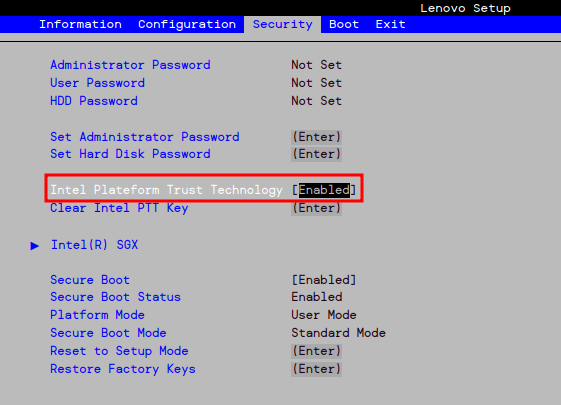 Lenovo Setup
Information Configuration Security Boot Exit
Administrator Password Not Set
User Password Not Set
HDD Password Not Set
Set Administrator Password (Enter)
Set Hard Disk Password (Enter)
Intel Plateform Trust Technology [Enabled]
Clear Intel PTT Key (Enter)
Intel(R) SGX
Secure Boot [Enabled]
Secure Boot Status Enabled
Platform Mode User Mode
Secure Boot Mode Standard Mode
Reset to Setup Mode (Enter)
Restore Factory Keys (Enter)